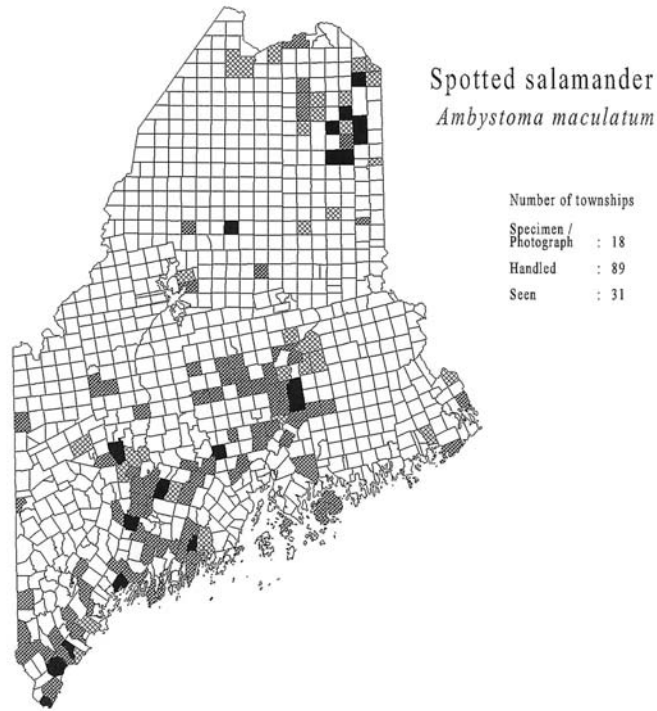 Spotted salamander
Ambystoma maculatum
Number of townships
Specimen /
Photograph : 18
Handled : 89
Seen : 31